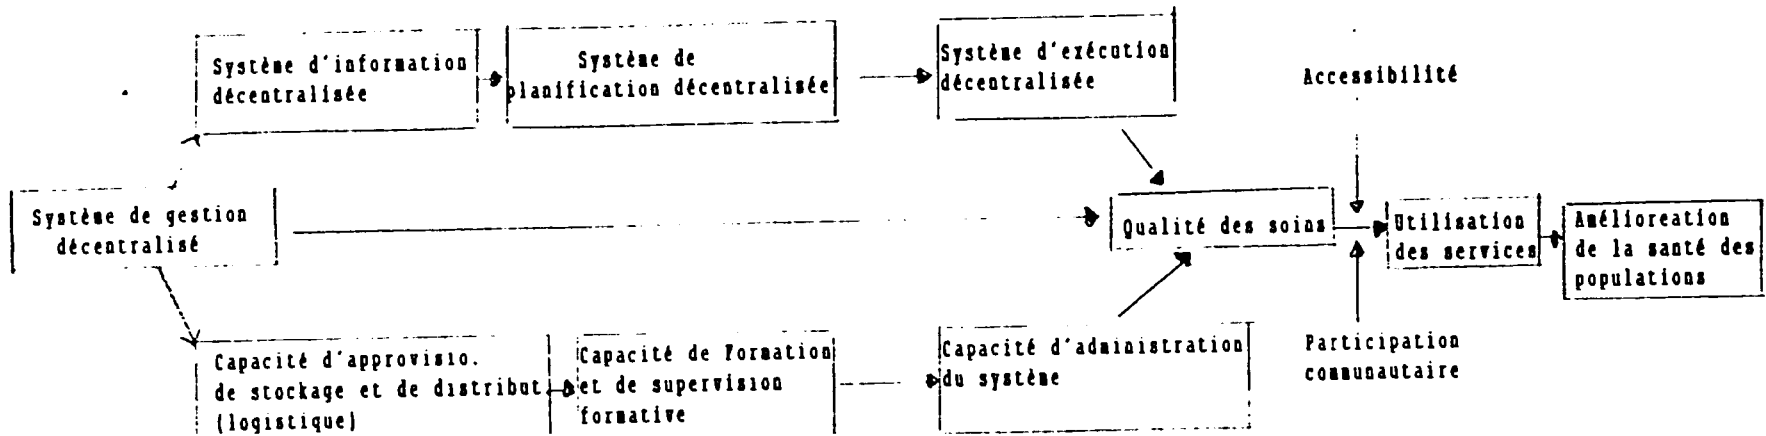 Système d'information
décentralisée
Système de
planification décentralisée
Système d'exécution
décentralisée
Accessibilité
Système de gestion
décentralisé
Qualité des soins
Utilisation
des services
Amélioreation
de la santé des
populations
Capacité d'approvisio.
de stockage et de distribut.
(logistique)
Capacité de Formation
et de supervision
formative
Capacité d'administration
du système
Participation
communautaire